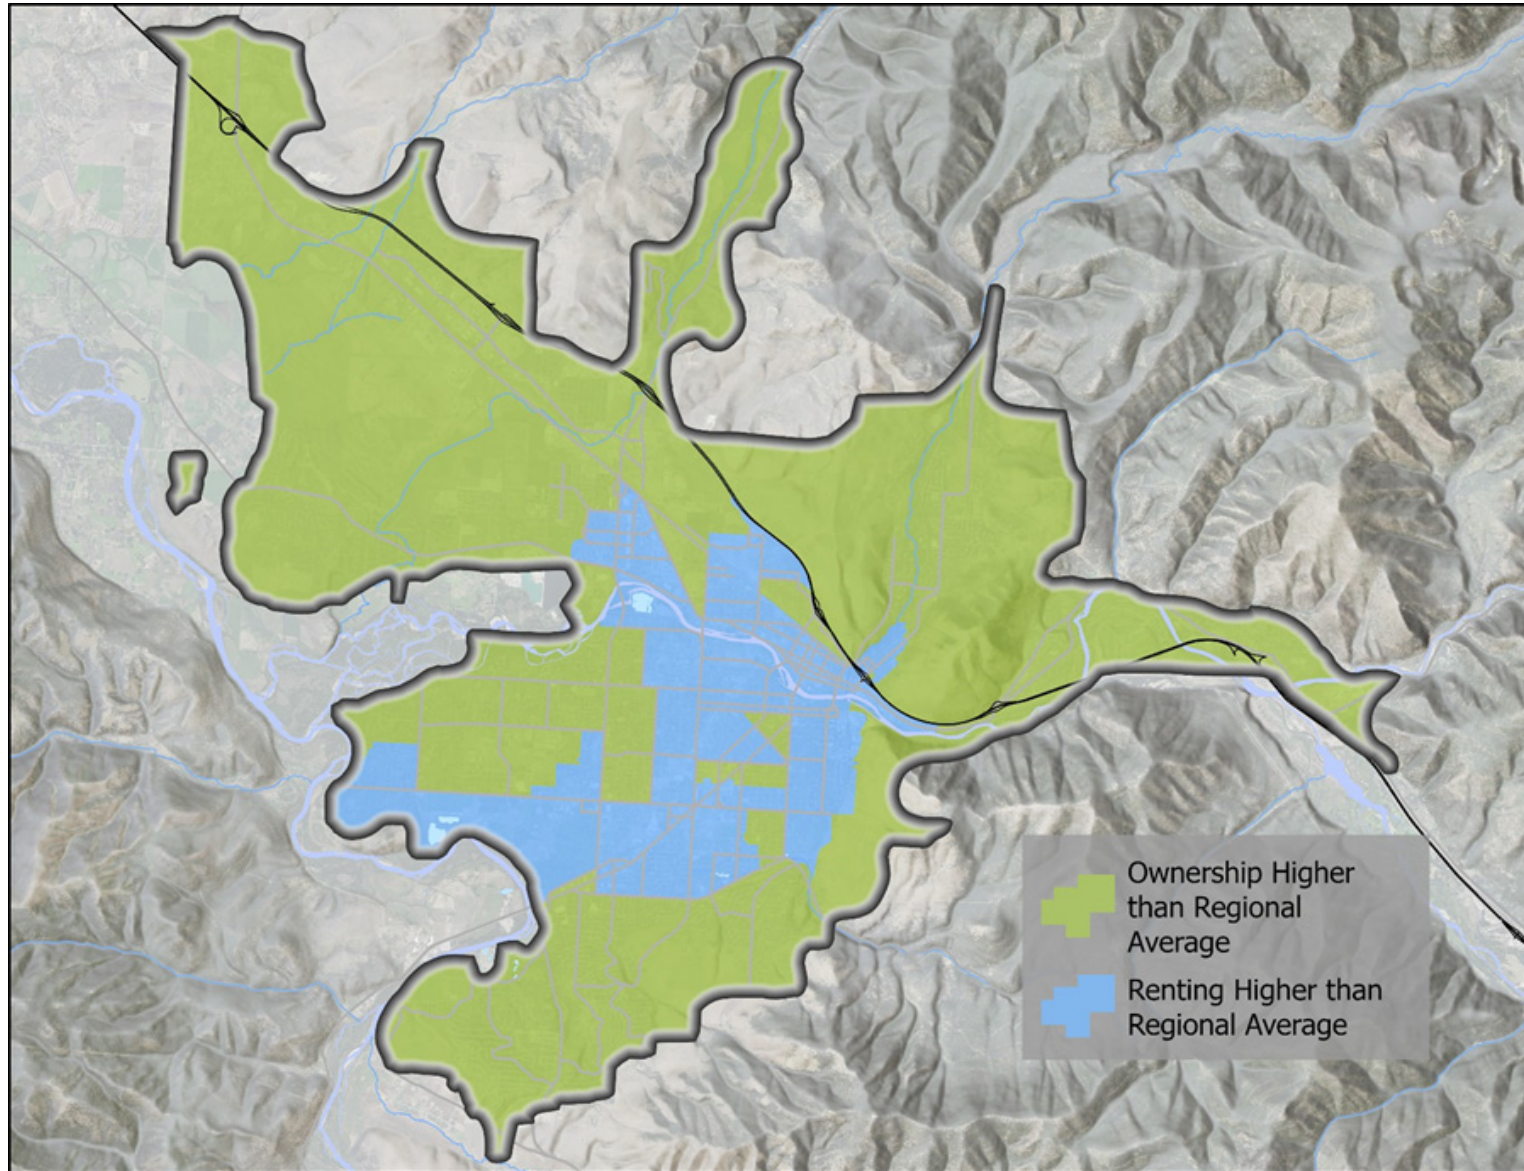 Ownership Higher
than Regional
Average
Renting Higher than
Regional Average